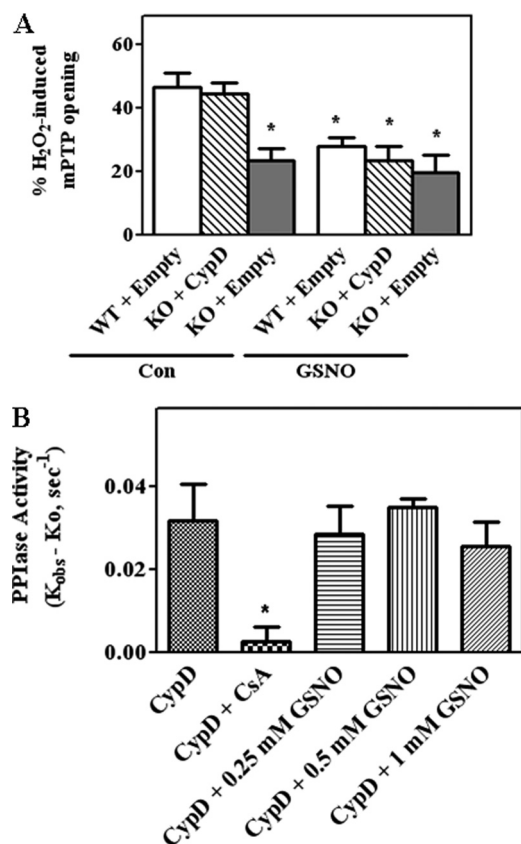 A
% H₂O₂-induced
mPTP opening
60
40
20
0
*
*
*
*
WT + Empty
KO + CypD
KO + Empty
WT + Empty
KO + CypD
KO + Empty
Con
GSNO
B
PPIase Activity
(Kobs - Ko, sec⁻¹)
0.04
0.02
0.00
*
CypD
CypD + CsA
CypD + 0.25 mM GSNO
CypD + 0.5 mM GSNO
CypD + 1 mM GSNO